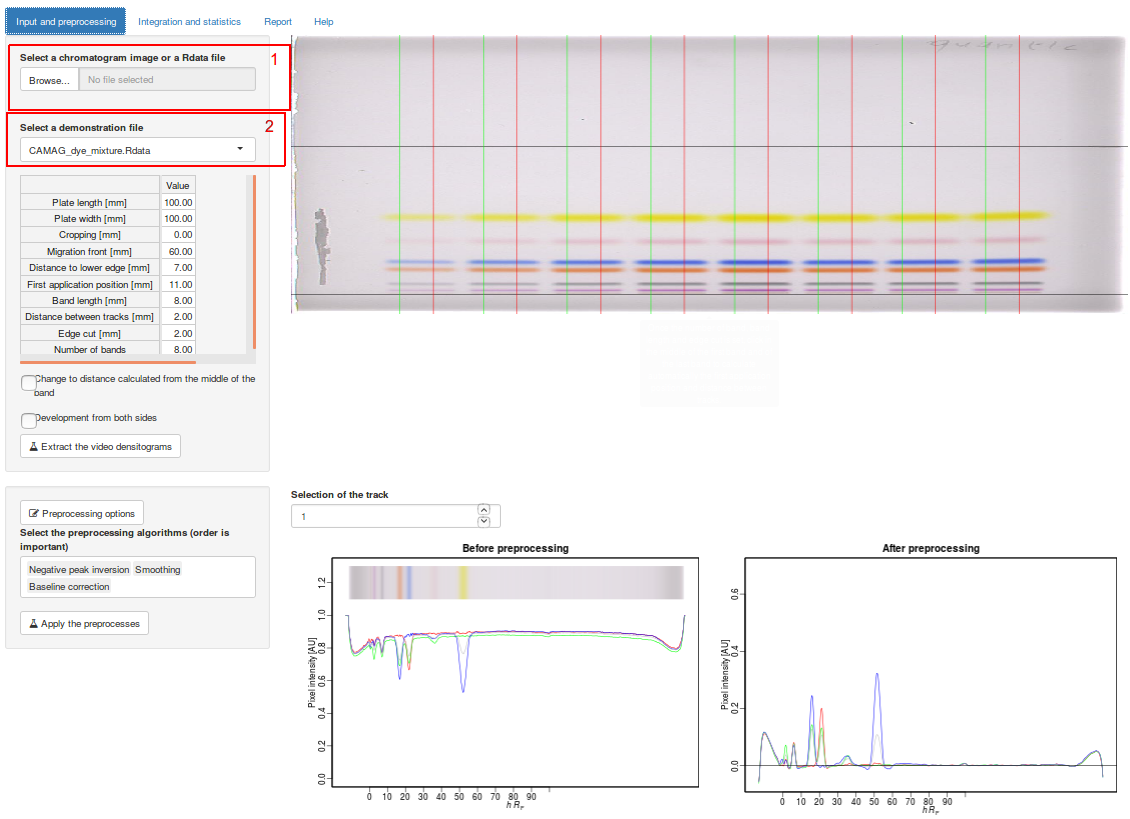 Input and preprocessing Integration and statistics Report Help
Select a chromatogram image or a Rdata file
1
Browse... No file selected
Select a demonstration file
2
CAMAG_dye_mixture.Rdata
Value
Plate length [mm] 100.00
Plate width [mm] 100.00
Cropping [mm] 0.00
Migration front [mm] 60.00
Distance to lower edge [mm] 7.00
First application position [mm] 11.00
Band length [mm] 8.00
Distance between tracks [mm] 2.00
Edge cut [mm] 2.00
Number of bands 8.00
Change to distance calculated from the middle of the
band
Development from both sides
Extract the video densitograms
Preprocessing options
Select the preprocessing algorithms (order is
important)
Negative peak inversion Smoothing
Baseline correction
Apply the preprocesses
Selection of the track
1
Before preprocessing
Pixel intensity [AU]
0.0 0.2 0.4 0.6 0.8 1.0 1.2
0 10 20 30 40 50 60 70 80 90
h RF
After preprocessing
Pixel intensity [AU]
0.0 0.2 0.4 0.6
0 10 20 30 40 50 60 70 80 90
h RF